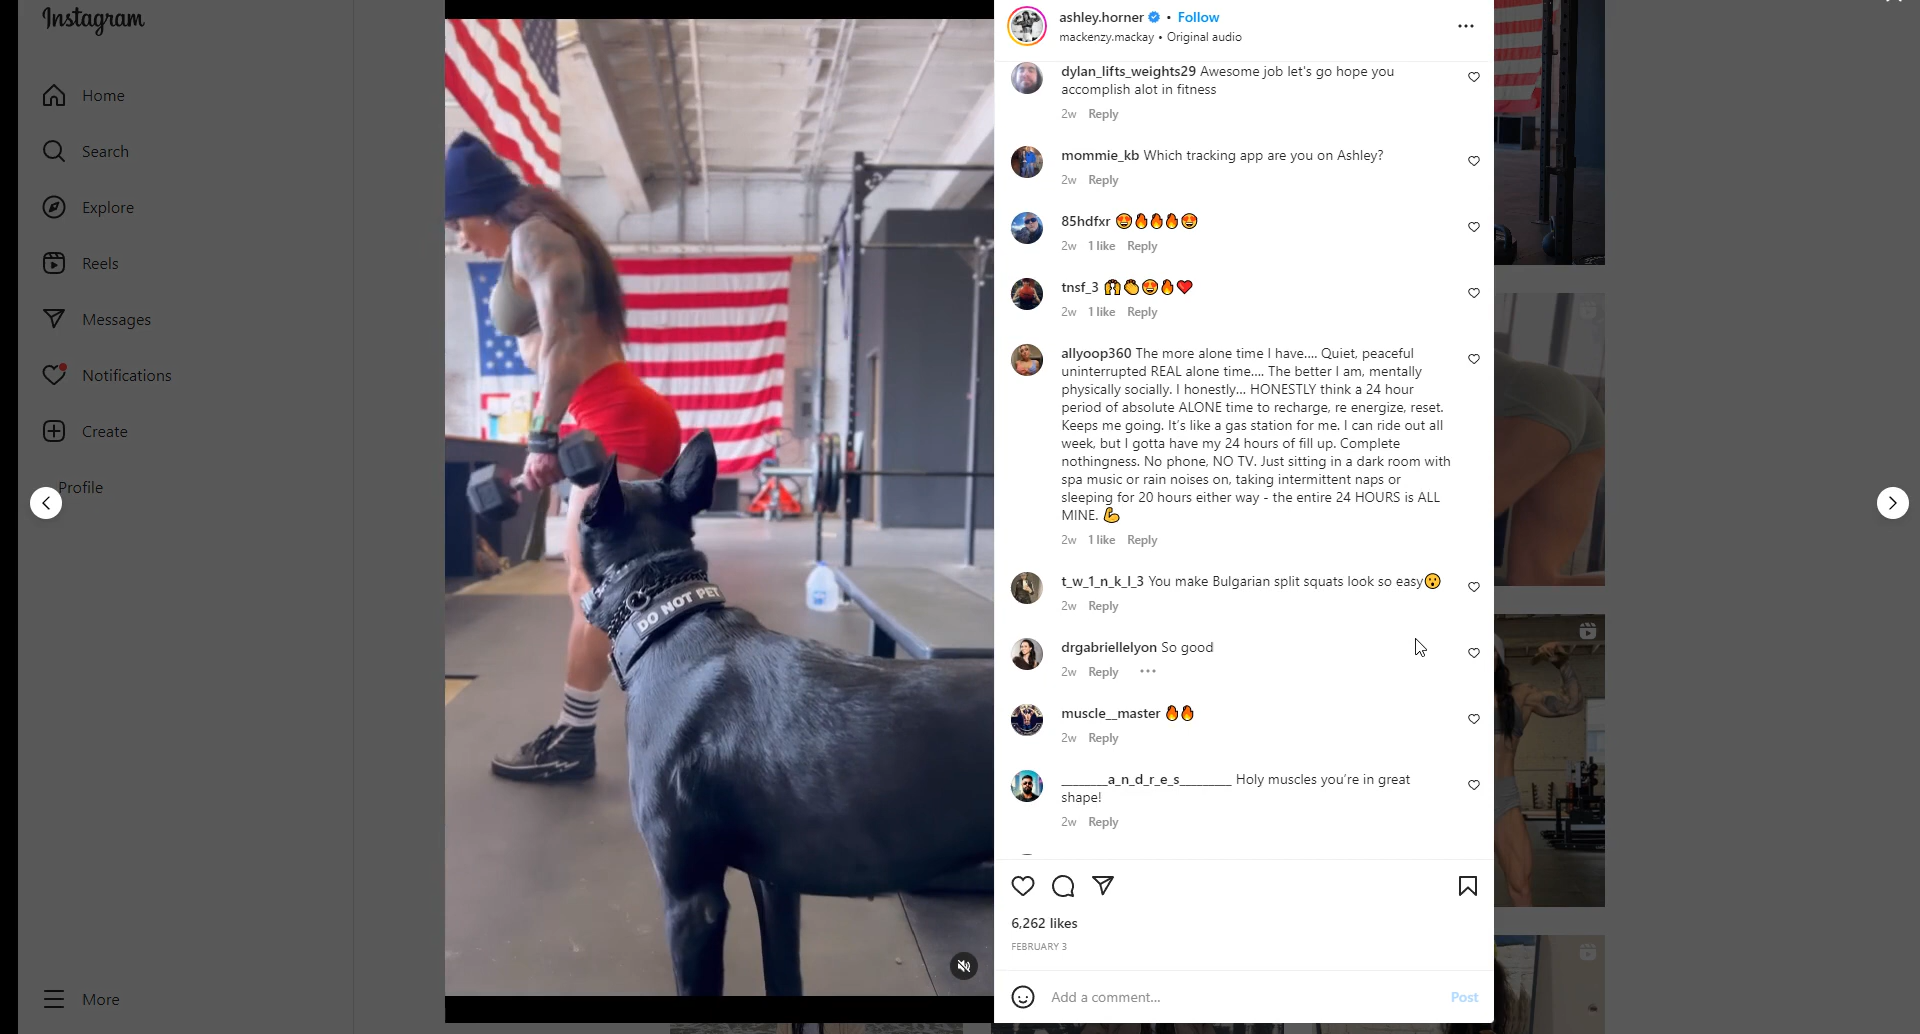 Instagram
Home
Search
Explore
Reels
Messages
Notifications
Create
Profile
More
DO NOT PET
ashley.horner • Follow
mackenzy.mackay • Original audio
dylan_lifts_weights29 Awesome job let's go hope you
accomplish alot in fitness
2w Reply
mommie_kb Which tracking app are you on Ashley?
2w Reply
85hdfxr 😍🔥🔥🔥😍
2w 1 like Reply
tnsf_3 🙌👏😍🔥❤️
2w 1 like Reply
allyoop360 The more alone time I have.... Quiet, peaceful
uninterrupted REAL alone time.... The better I am, mentally
physically socially. I honestly... HONESTLY think a 24 hour
period of absolute ALONE time to recharge, re energize, reset.
Keeps me going. It's like a gas station for me. I can ride out all
week, but I gotta have my 24 hours of fill up. Complete
nothingness. No phone, NO TV. Just sitting in a dark room with
spa music or rain noises on, taking intermittent naps or
sleeping for 20 hours either way - the entire 24 HOURS is ALL
MINE. 💪
2w 1 like Reply
t_w_1_n_k_l_3 You make Bulgarian split squats look so easy😮
2w Reply
drgabriellelyon So good
2w Reply
muscle__master 🔥🔥
2w Reply
________a_n_d_r_e_s_________ Holy muscles you're in great
shape!
2w Reply
6,262 likes
FEBRUARY 3
Add a comment...
Post